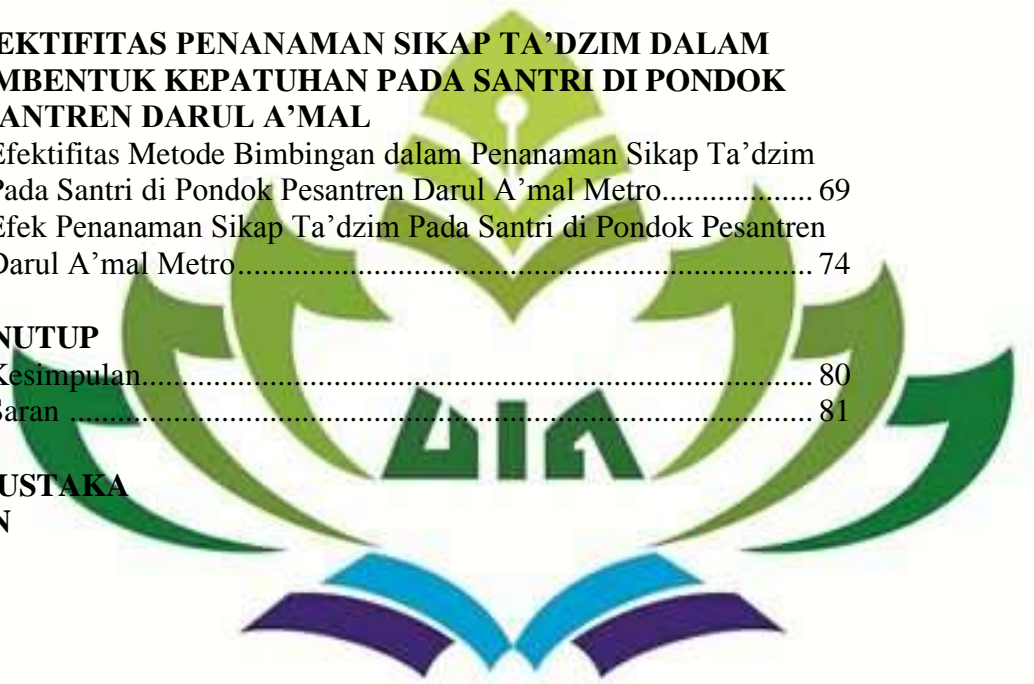 EKTIFITAS PENANAMAN SIKAP TA’DZIM DALAM
MBENTUK KEPATUHAN PADA SANTRI DI PONDOK
ANTREN DARUL A’MAL
Efektifitas Metode Bimbingan dalam Penanaman Sikap Ta’dzim
Pada Santri di Pondok Pesantren Darul A’mal Metro.................. 69
Efek Penanaman Sikap Ta’dzim Pada Santri di Pondok Pesantren
Darul A’mal Metro..................................................................... 74
NUTUP
Kesimpulan................................................................................ 80
Saran ......................................................................................... 81
USTAKA
N